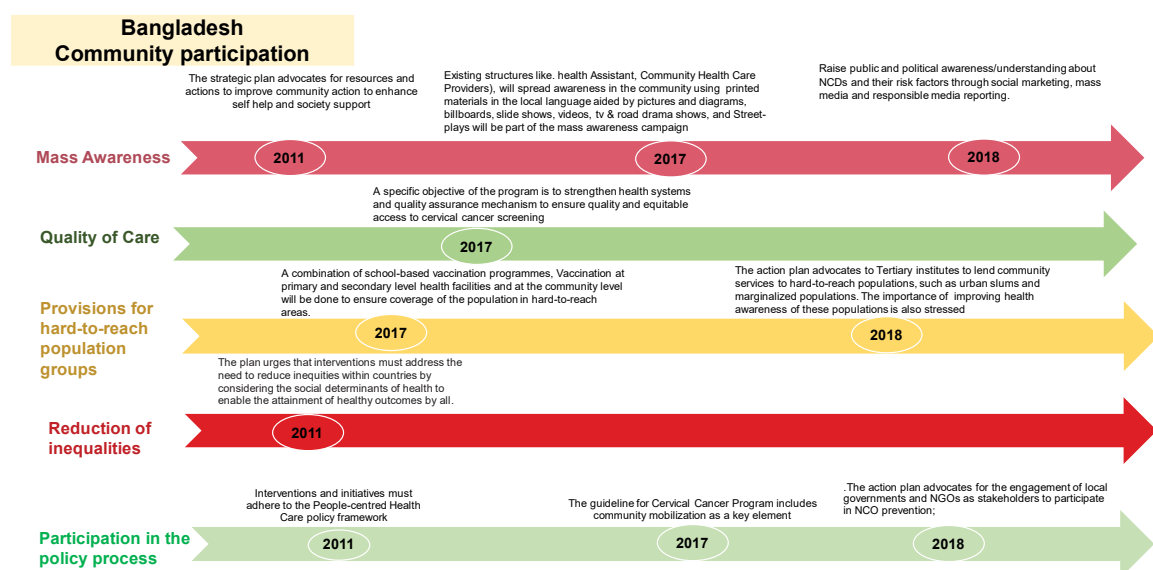 Bangladesh
Community participation
The strategic plan advocates for resources and
actions to improve community action to enhance
self help and society support
Existing structures like. health Assistant, Community Health Care
Providers), will spread awareness in the community using printed
materials in the local language aided by pictures and diagrams,
billboards, slide shows, videos, tv & road drama shows, and Street-
plays will be part of the mass awareness campaign
Raise public and political awareness/understanding about
NCDs and their risk factors through social marketing, mass
media and responsible media reporting.
Mass Awareness
2011
2017
2018
A specific objective of the program is to strengthen health systems
and quality assurance mechanism to ensure quality and equitable
access to cervical cancer screening
Quality of Care
2017
A combination of school-based vaccination programmes, Vaccination at
primary and secondary level health facilities and at the community level
will be done to ensure coverage of the population in hard-to-reach
areas.
The action plan advocates to Tertiary institutes to lend community
services to hard-to-reach populations, such as urban slums and
marginalized populations. The importance of improving health
awareness of these populations is also stressed
Provisions for
hard-to-reach
population
groups
2017
2018
The plan urges that interventions must address the
need to reduce inequities within countries by
considering the social determinants of health to
enable the attainment of healthy outcomes by all.
Reduction of
inequalities
2011
Interventions and initiatives must
adhere to the People-centred Health
Care policy framework
The guideline for Cervical Cancer Program includes
community mobilization as a key element
.The action plan advocates for the engagement of local
governments and NGOs as stakeholders to participate
in NCO prevention;
Participation in the
policy process
2011
2017
2018